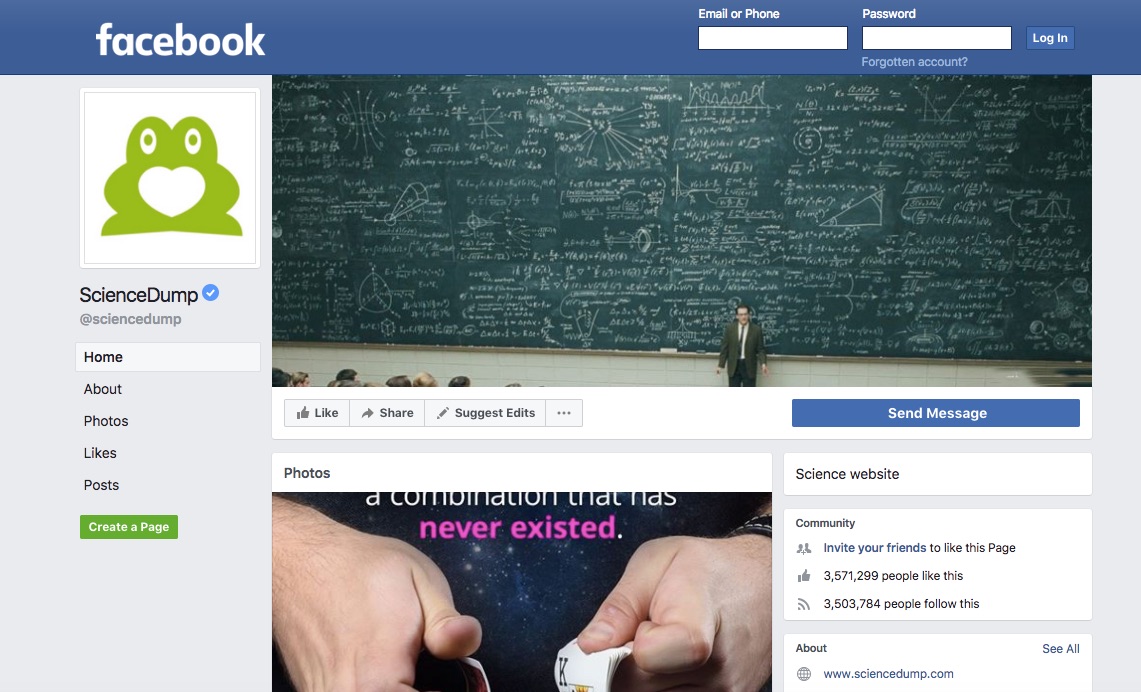 facebook
Email or Phone
Password
Log In
Forgotten account?
ScienceDump
@sciencedump
Home
About
Photos
Likes
Posts
Create a Page
Like
Share
Suggest Edits
Send Message
Photos
a combination that has
never existed.
K
Science website
Community
Invite your friends to like this Page
3,571,299 people like this
3,503,784 people follow this
About
See All
www.sciencedump.com